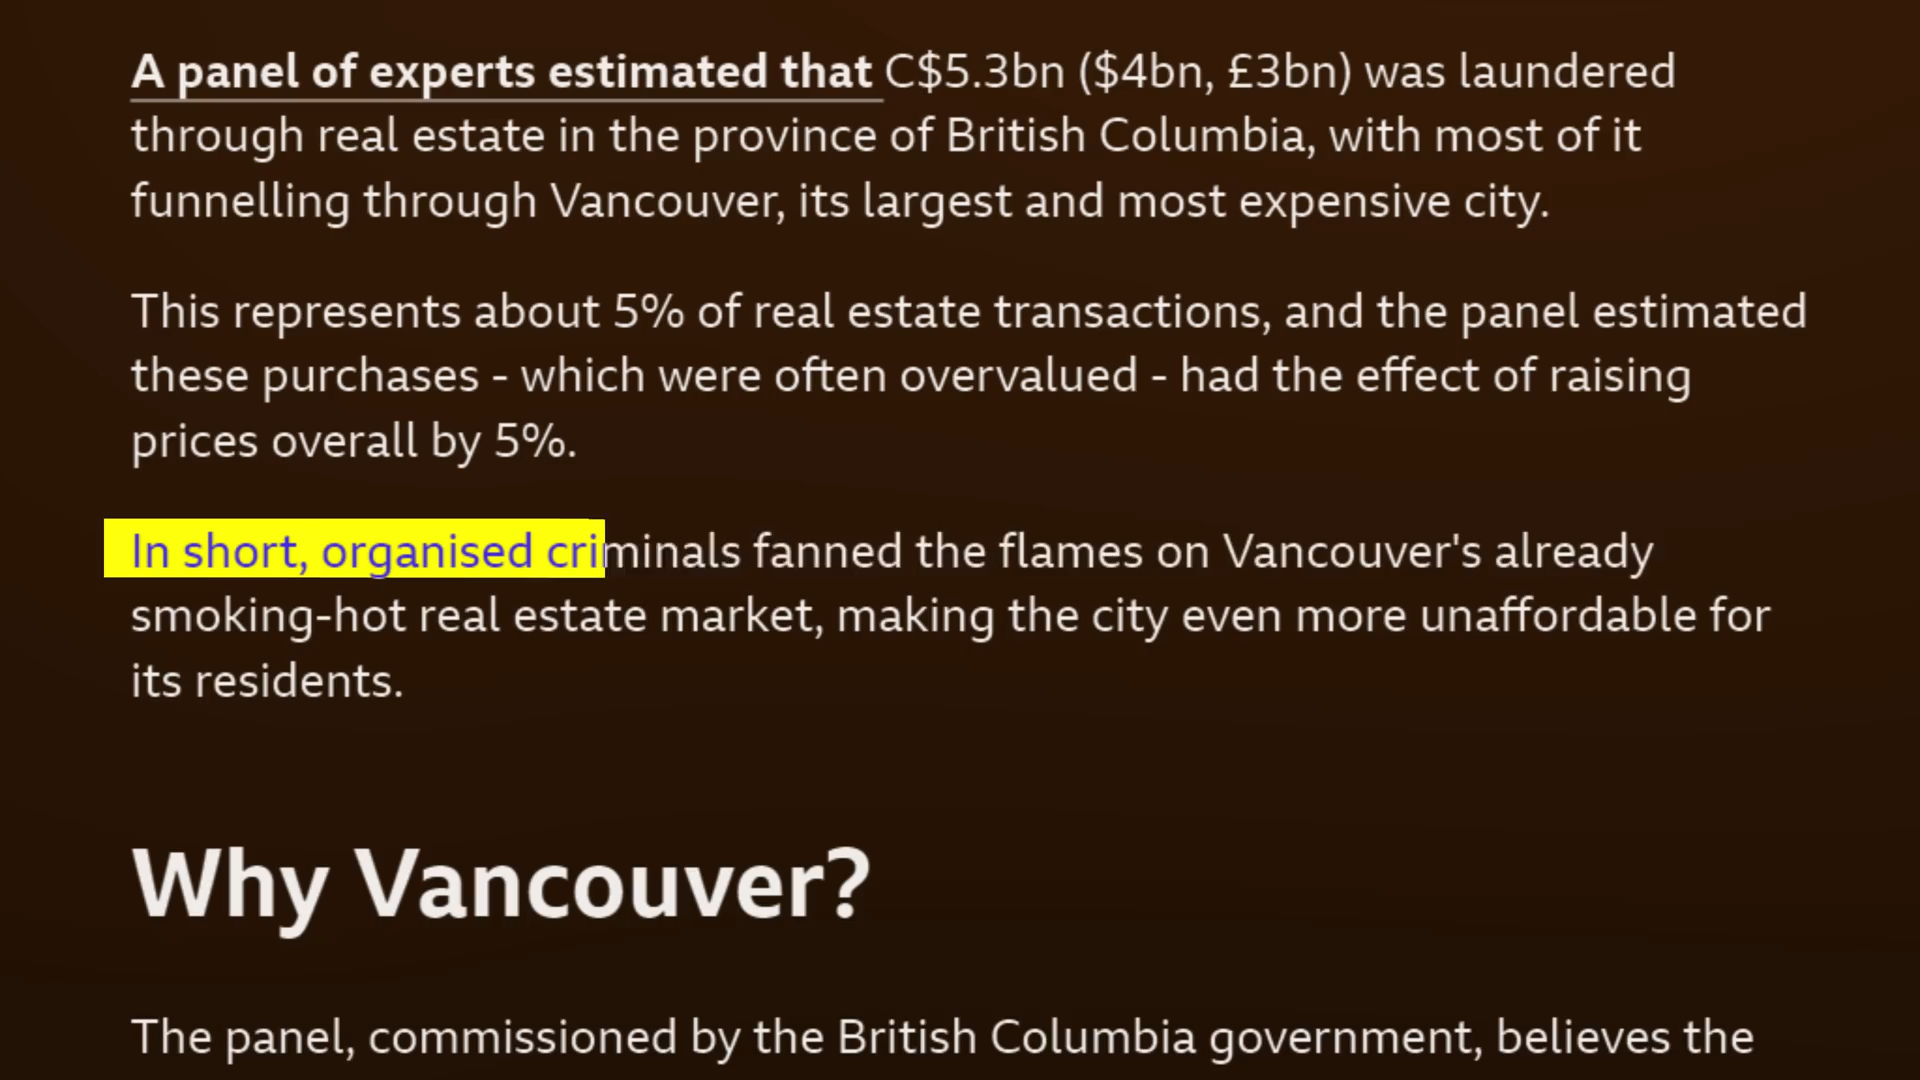 A panel of experts estimated that C$5.3bn ($4bn, £3bn) was laundered
through real estate in the province of British Columbia, with most of it
funnelling through Vancouver, its largest and most expensive city.
This represents about 5% of real estate transactions, and the panel estimated
these purchases - which were often overvalued - had the effect of raising
prices overall by 5%.
In short, organised criminals fanned the flames on Vancouver's already
smoking-hot real estate market, making the city even more unaffordable for
its residents.
Why Vancouver?
The panel, commissioned by the British Columbia government, believes the